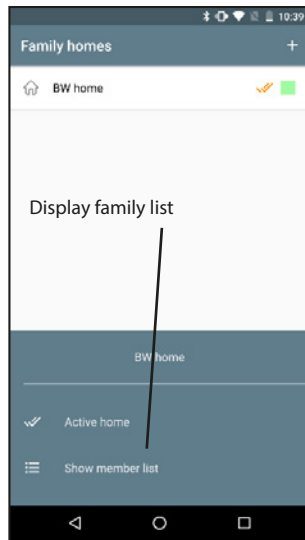 10:39
Family homes +
BW home
Display family list
BW home
Active home
Show member list